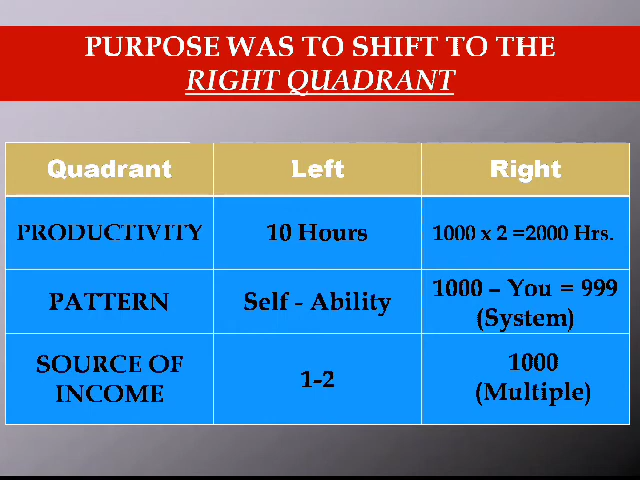 PURPOSE WAS TO SHIFT TO THE
RIGHT QUADRANT
Quadrant Left Right
PRODUCTIVITY 10 Hours 1000 x 2 =2000 Hrs.
PATTERN Self - Ability 1000 – You = 999
(System)
SOURCE OF
INCOME 1-2 1000
(Multiple)